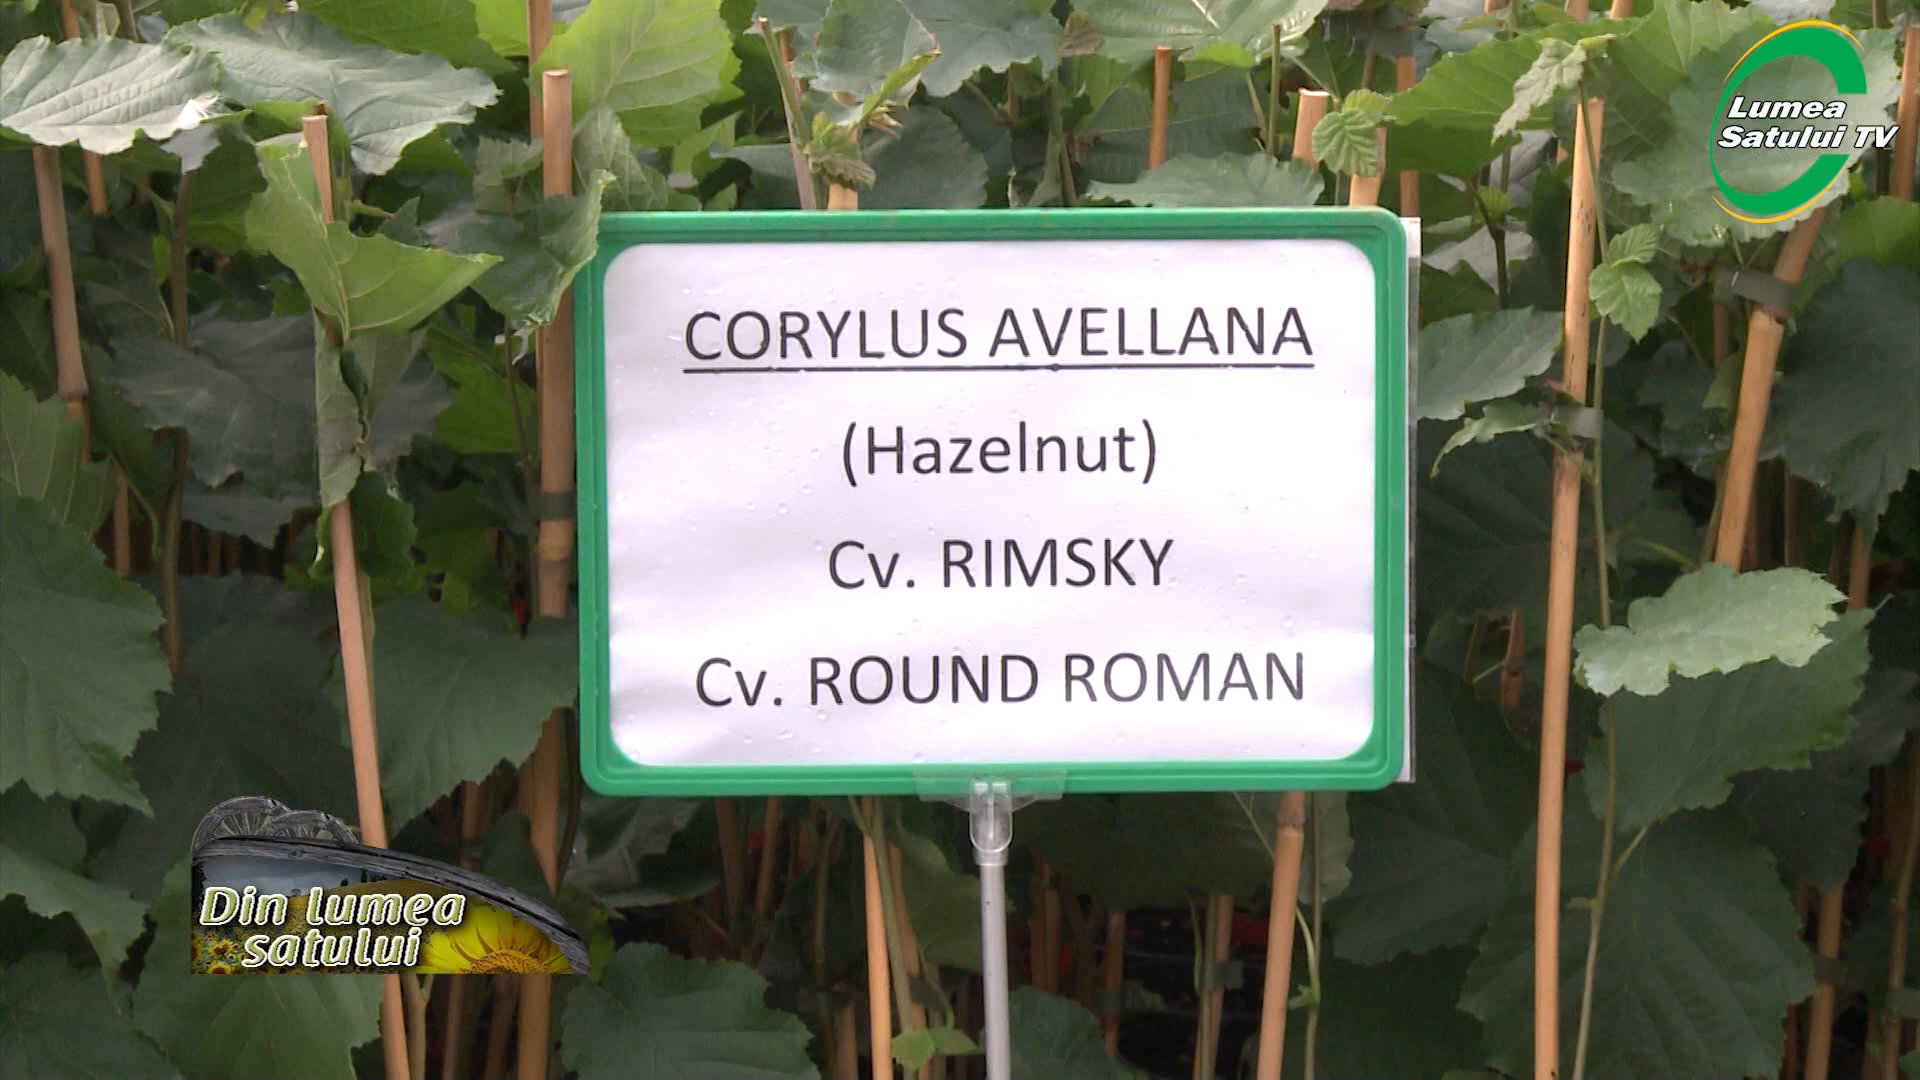 Lumea
Satului TV
CORYLUS AVELLANA
(Hazelnut)
Cv. RIMSKY
Cv. ROUND ROMAN
Din lumea
satului